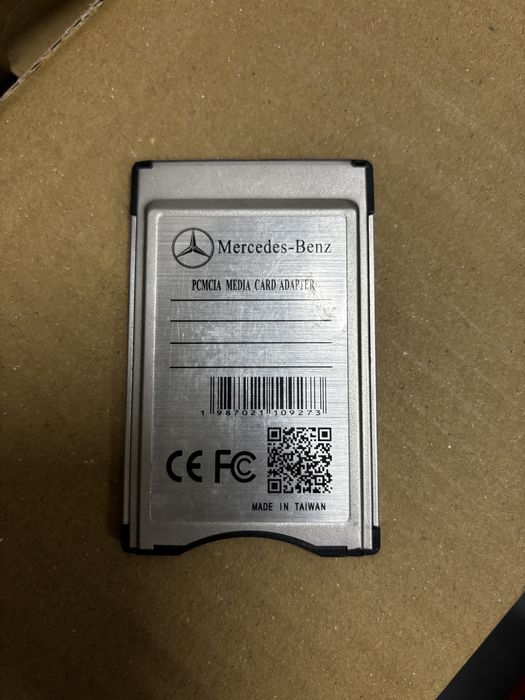 Mercedes-Benz
PCMCIA MEDIA CARD ADAPTER
1 987021 109273
CE FC
MADE IN TAIWAN